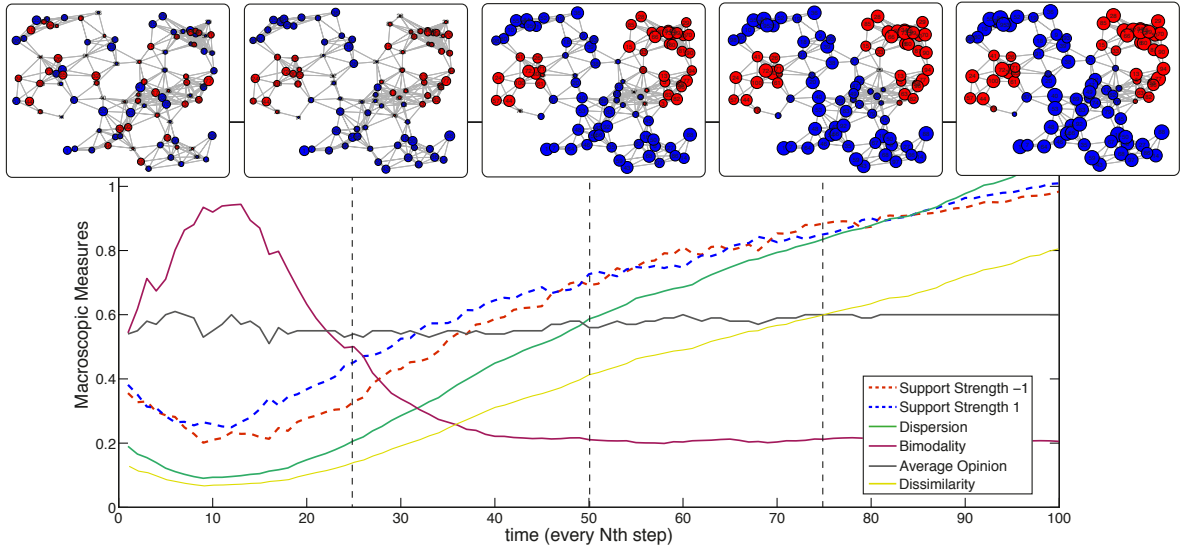 1
0.8
0.6
0.4
0.2
0
Macroscopic Measures
0
10
20
30
40
50
60
70
80
90
100
time (every Nth step)
Support Strength −1
Support Strength 1
Dispersion
Bimodality
Average Opinion
Dissimilarity